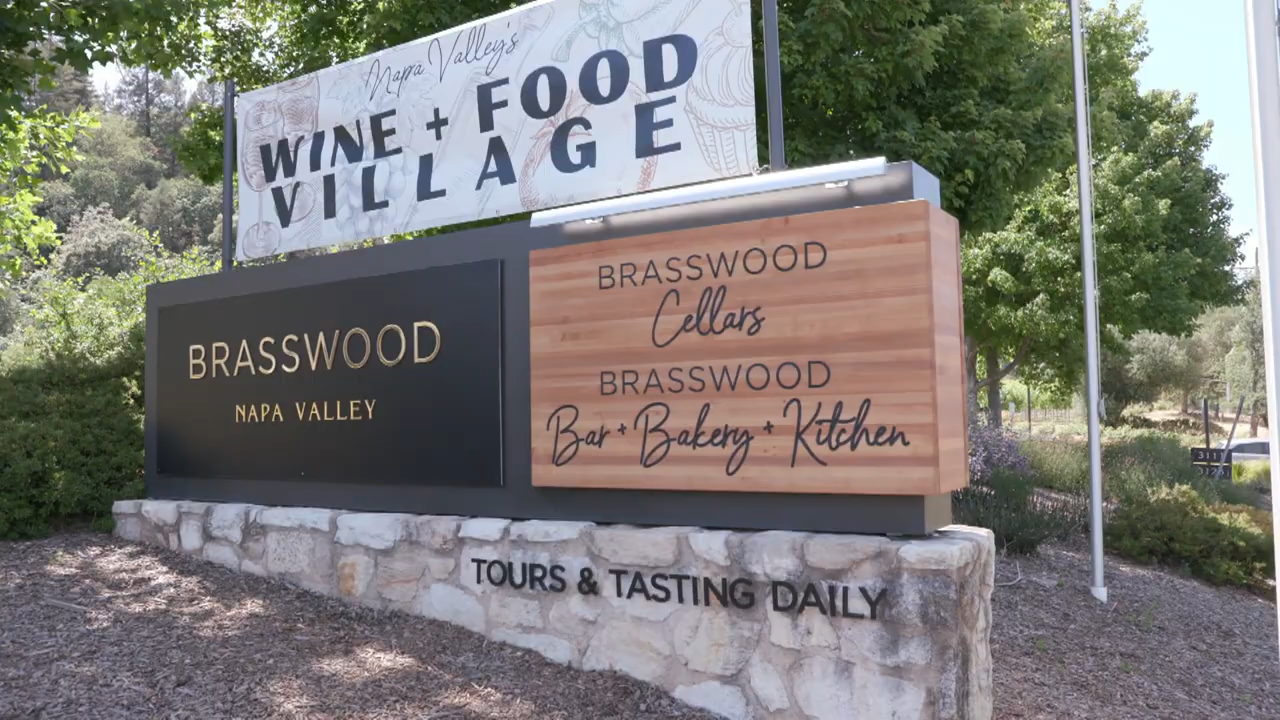 Napa Valley's
WINE + FOOD
VILLAGE
BRASSWOOD
NAPA VALLEY
BRASSWOOD
Cellars
BRASSWOOD
Bar + Bakery + Kitchen
TOURS & TASTING DAILY